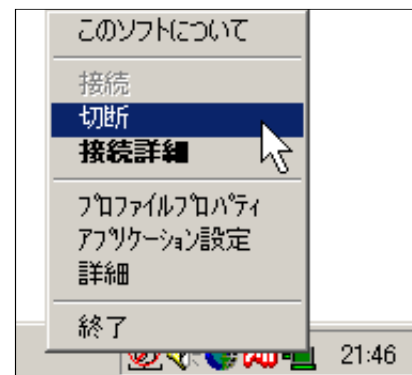 このソフトについて
接続
切断
接続詳細
ﾌﾟﾛﾌｧｲﾙﾌﾟﾛﾊﾟﾃｨ
ｱﾌﾟﾘｹｰｼｮﾝ設定
詳細
終了
21:46